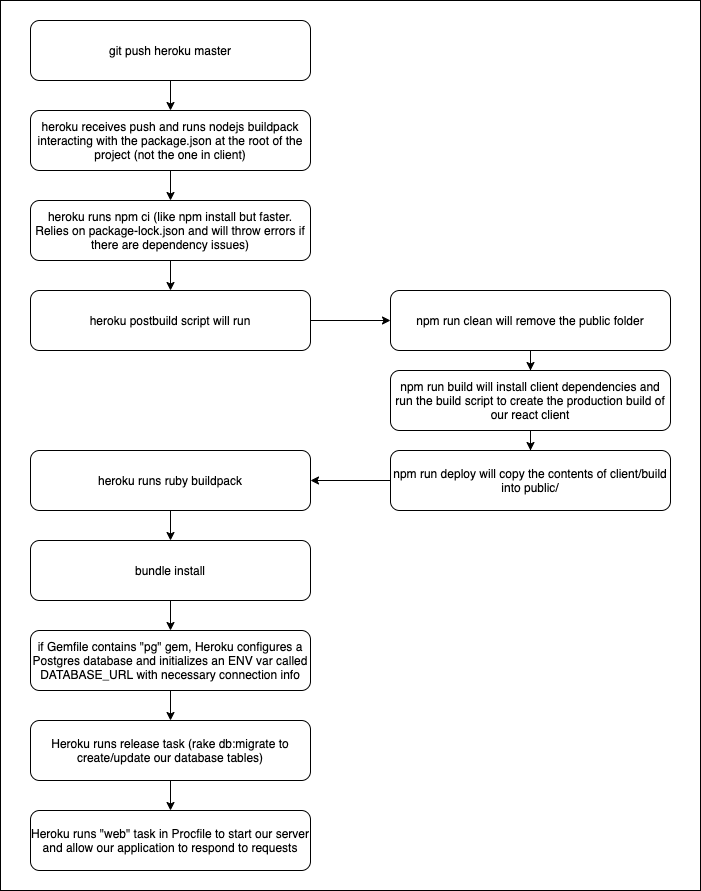 git push heroku master
heroku receives push and runs nodejs buildpack
interacting with the package.json at the root of the
project (not the one in client)
heroku runs npm ci (like npm install but faster.
Relies on package-lock.json and will throw errors if
there are dependency issues)
heroku postbuild script will run
npm run clean will remove the public folder
npm run build will install client dependencies and
run the build script to create the production build of
our react client
npm run deploy will copy the contents of client/build
into public/
heroku runs ruby buildpack
bundle install
if Gemfile contains "pg" gem, Heroku configures a
Postgres database and initializes an ENV var called
DATABASE_URL with necessary connection info
Heroku runs release task (rake db:migrate to
create/update our database tables)
Heroku runs "web" task in Procfile to start our server
and allow our application to respond to requests